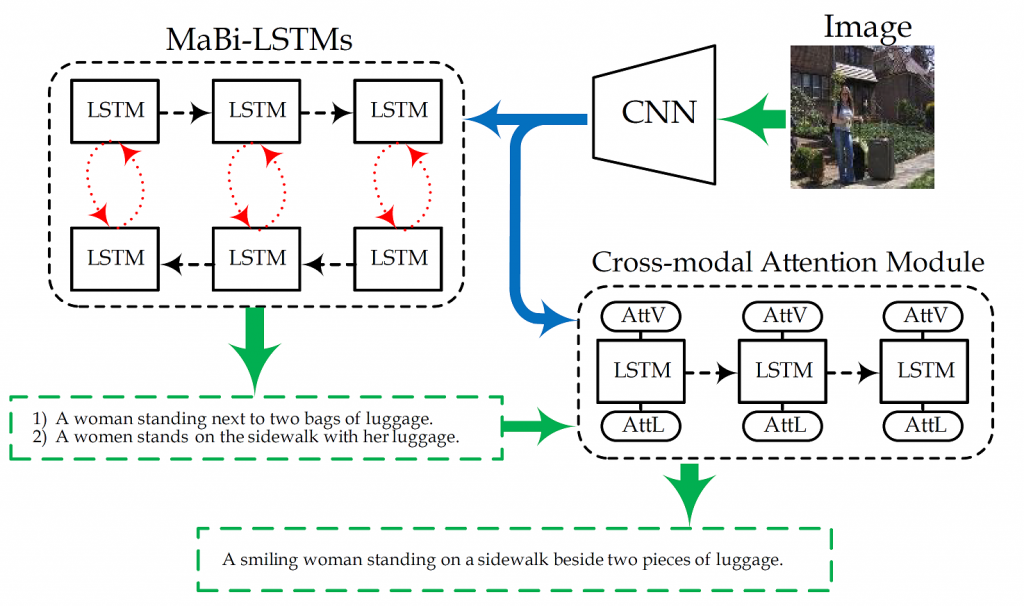 MaBi-LSTMs
Image
LSTM LSTM LSTM
CNN
LSTM LSTM LSTM
Cross-modal Attention Module
AttV AttV AttV
LSTM LSTM LSTM
AttL AttL AttL
1) A woman standing next to two bags of luggage.
2) A women stands on the sidewalk with her luggage.
A smiling woman standing on a sidewalk beside two pieces of luggage.